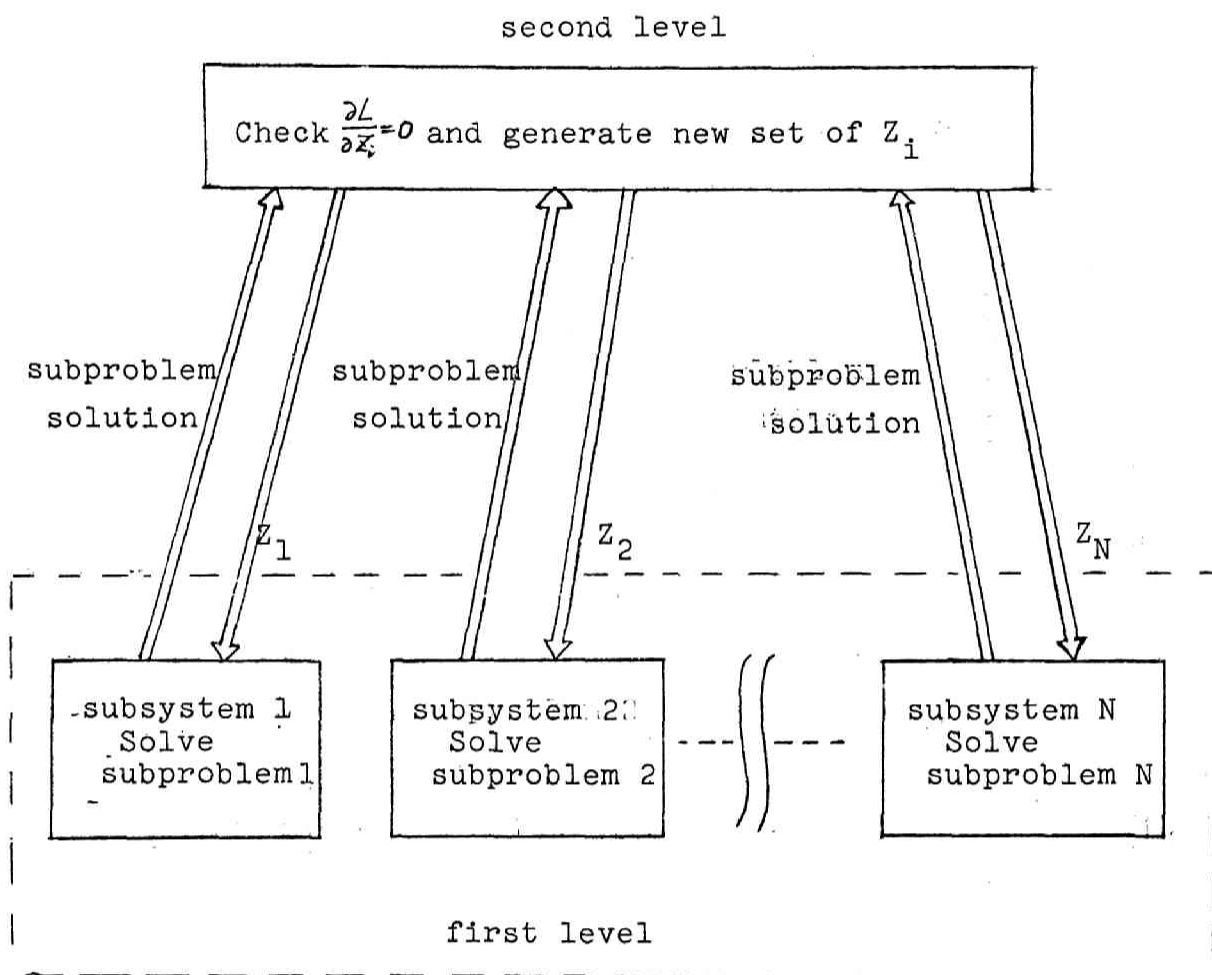 second level
Check ∂L/∂Z_i=0 and generate new set of Z_i
subproblem
solution
subproblem
solution
subproblem
solution
Z_1
Z_2
Z_N
subsystem 1
Solve
subproblem 1
subsystem 2
Solve
subproblem 2
subsystem N
Solve
subproblem N
first level